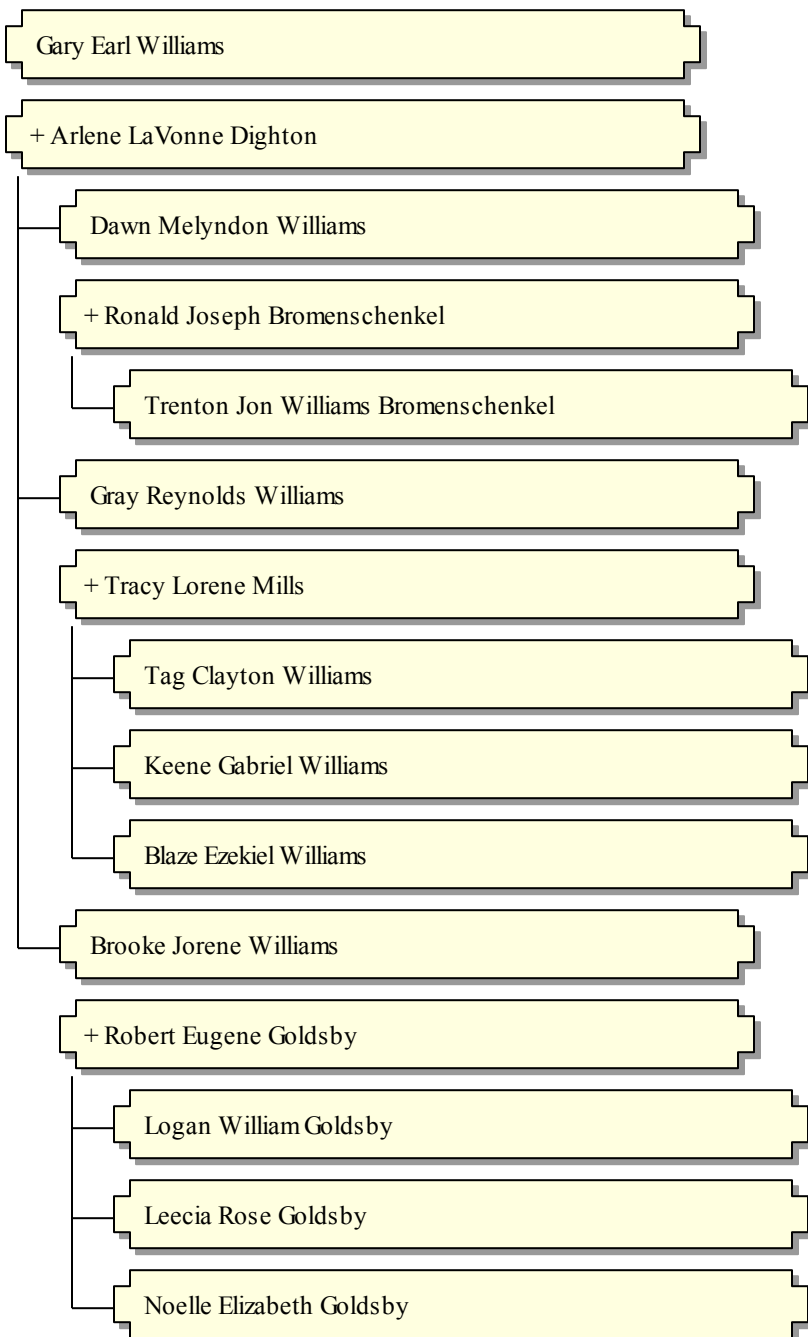 Gary Earl Williams
+ Arlene LaVonne Dighton
Dawn Melyndon Williams
+ Ronald Joseph Bromenschenkel
Trenton Jon Williams Bromenschenkel
Gray Reynolds Williams
+ Tracy Lorene Mills
Tag Clayton Williams
Keene Gabriel Williams
Blaze Ezekiel Williams
Brooke Jorene Williams
+ Robert Eugene Goldsby
Logan William Goldsby
Leecia Rose Goldsby
Noelle Elizabeth Goldsby